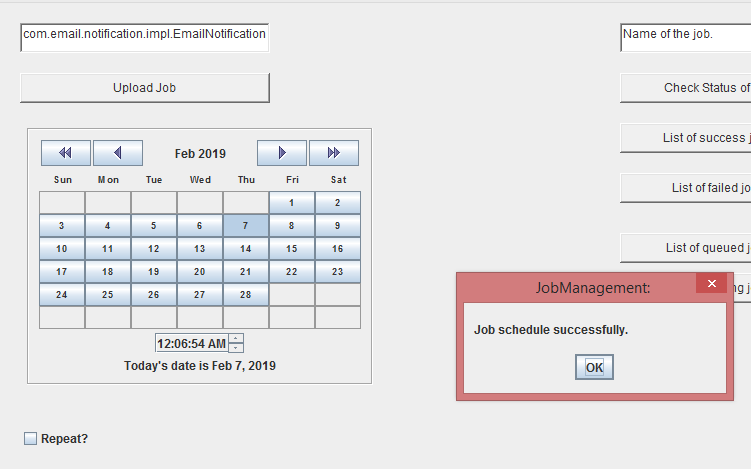 com.email.notification.impl.EmailNotification
Name of the job.
Upload Job
Check Status of
List of success j
List of failed jo
List of queued j
ng jo
Feb 2019
Sun Mon Tue Wed Thu Fri Sat
1 2
3 4 5 6 7 8 9
10 11 12 13 14 15 16
17 18 19 20 21 22 23
24 25 26 27 28
12:06:54 AM
Today's date is Feb 7, 2019
JobManagement:
Job schedule successfully.
OK
Repeat?